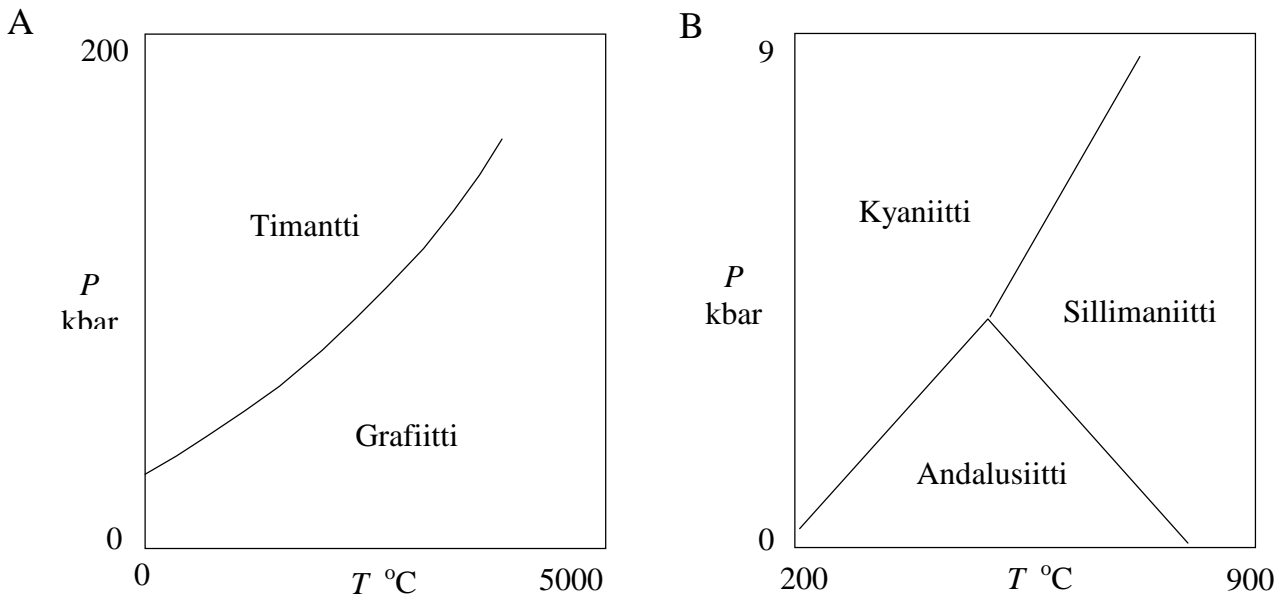 A
200
Timantti
P
kbar
Grafiitti
0
0
T °C
5000
B
9
Kyaniitti
P
kbar
Sillimaniitti
Andalusiitti
0
200
T °C
900